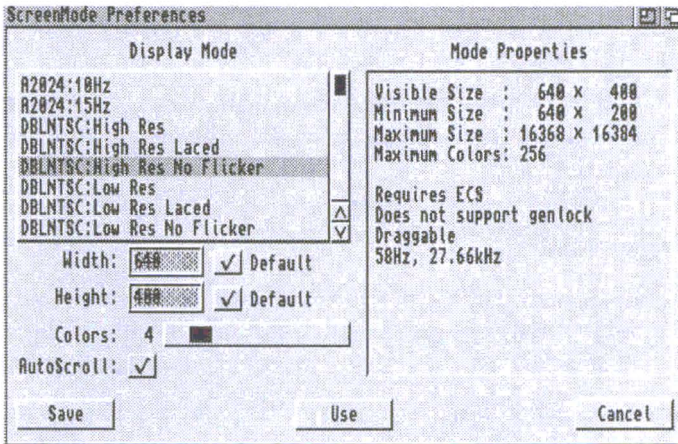 ScreenMode Preferences
Display Mode
A2024:10Hz
A2024:15Hz
DBLNTSC:High Res
DBLNTSC:High Res Laced
DBLNTSC:High Res No Flicker
DBLNTSC:Low Res
DBLNTSC:Low Res Laced
DBLNTSC:Low Res No Flicker
Width: 640 Default
Height: 400 Default
Colors: 4
AutoScroll:
Mode Properties
Visible Size : 640 × 400
Minimum Size : 640 × 200
Maximum Size : 16368 × 16384
Maximum Colors: 256
Requires ECS
Does not support genlock
Draggable
58Hz, 27.66kHz
Save Use Cancel